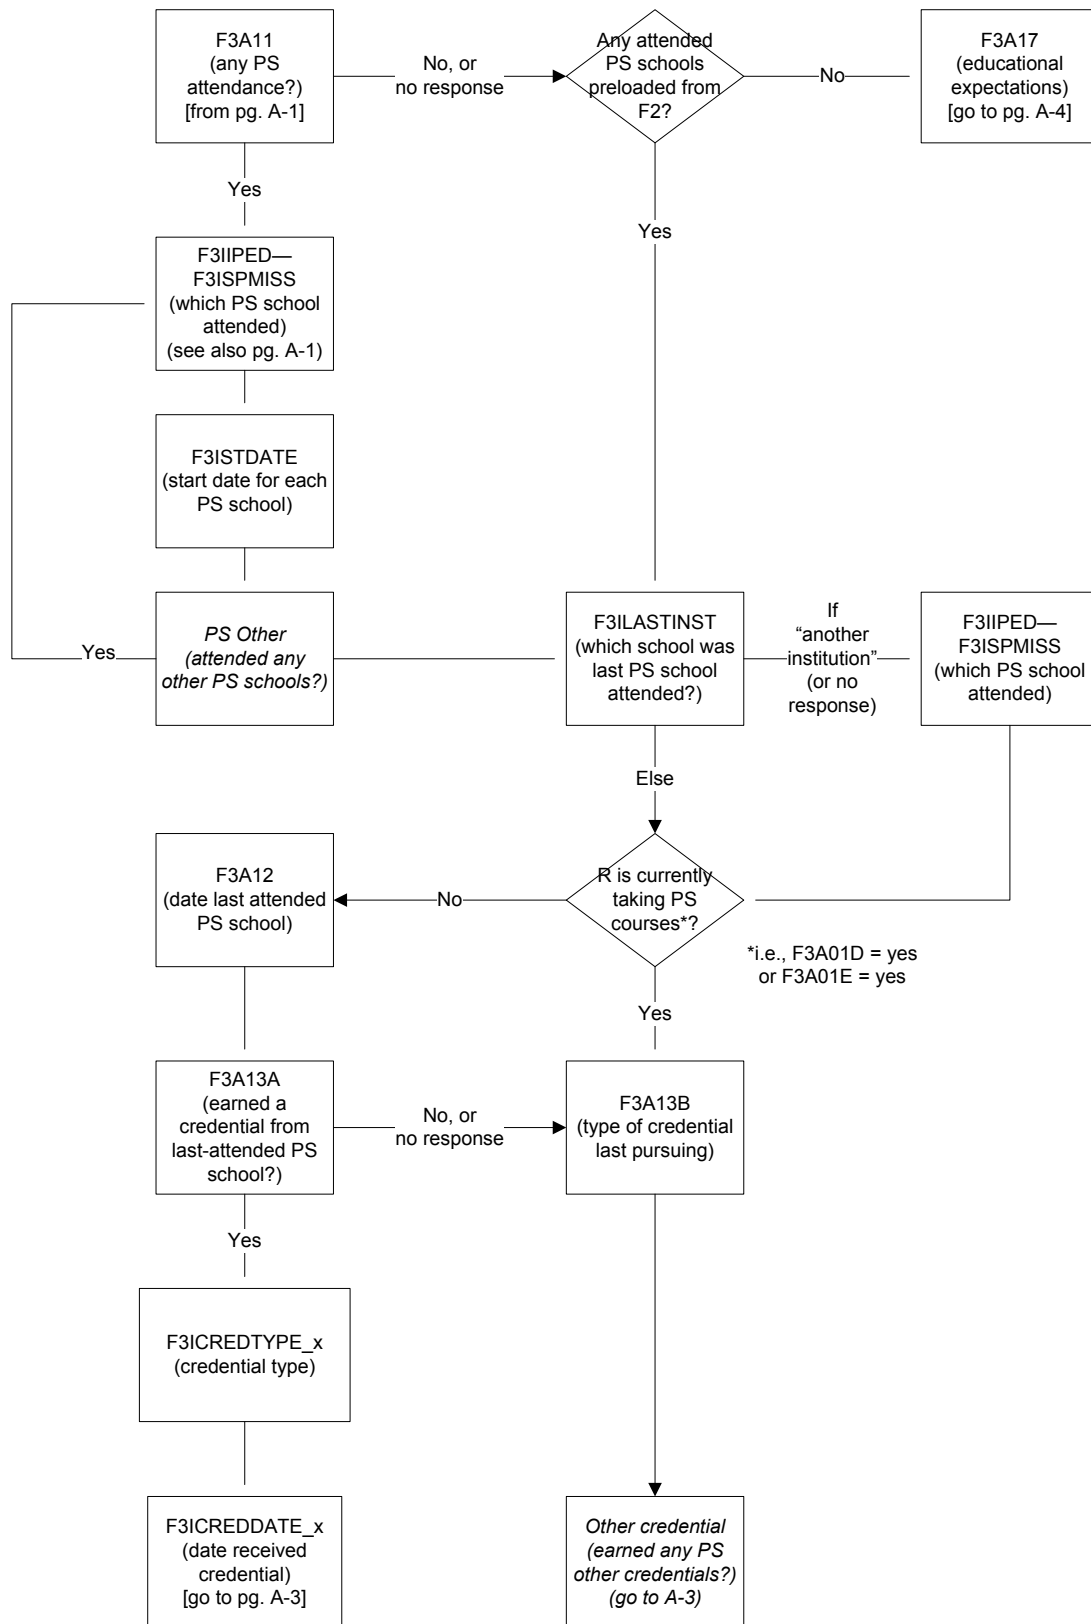 F3A11
(any PS
attendance?)
[from pg. A-1]
No, or
no response
Any attended
PS schools
preloaded from
F2?
No
F3A17
(educational
expectations)
[go to pg. A-4]
Yes
Yes
F3IIPED—
F3ISPMISS
(which PS school
attended)
(see also pg. A-1)
F3ISTDATE
(start date for each
PS school)
Yes
PS Other
(attended any
other PS schools?)
F3ILASTINST
(which school was
last PS school
attended?)
If
“another
institution”
(or no
response)
F3IIPED—
F3ISPMISS
(which PS school
attended)
Else
F3A12
(date last attended
PS school)
No
R is currently
taking PS
courses*?
*i.e., F3A01D = yes
or F3A01E = yes
Yes
F3A13A
(earned a
credential from
last-attended PS
school?)
No, or
no response
F3A13B
(type of credential
last pursuing)
Yes
F3ICREDTYPE_x
(credential type)
F3ICREDDATE_x
(date received
credential)
[go to pg. A-3]
Other credential
(earned any PS
other credentials?)
(go to A-3)